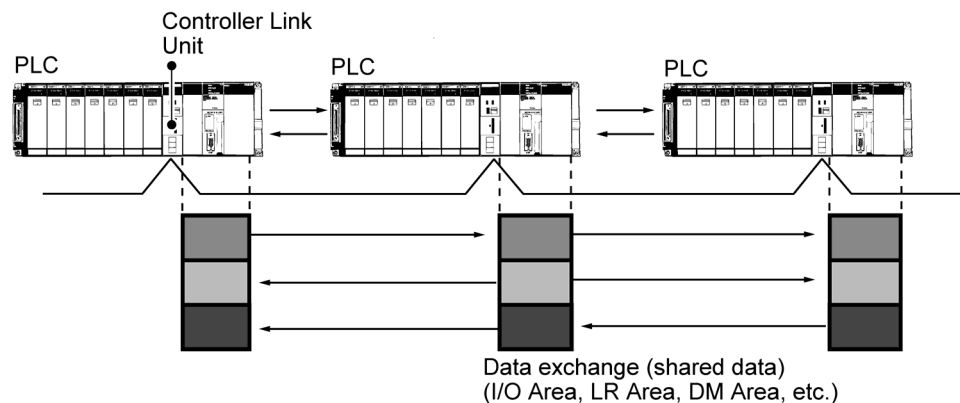 Controller Link
Unit
PLC
PLC
PLC
Data exchange (shared data)
(I/O Area, LR Area, DM Area, etc.)